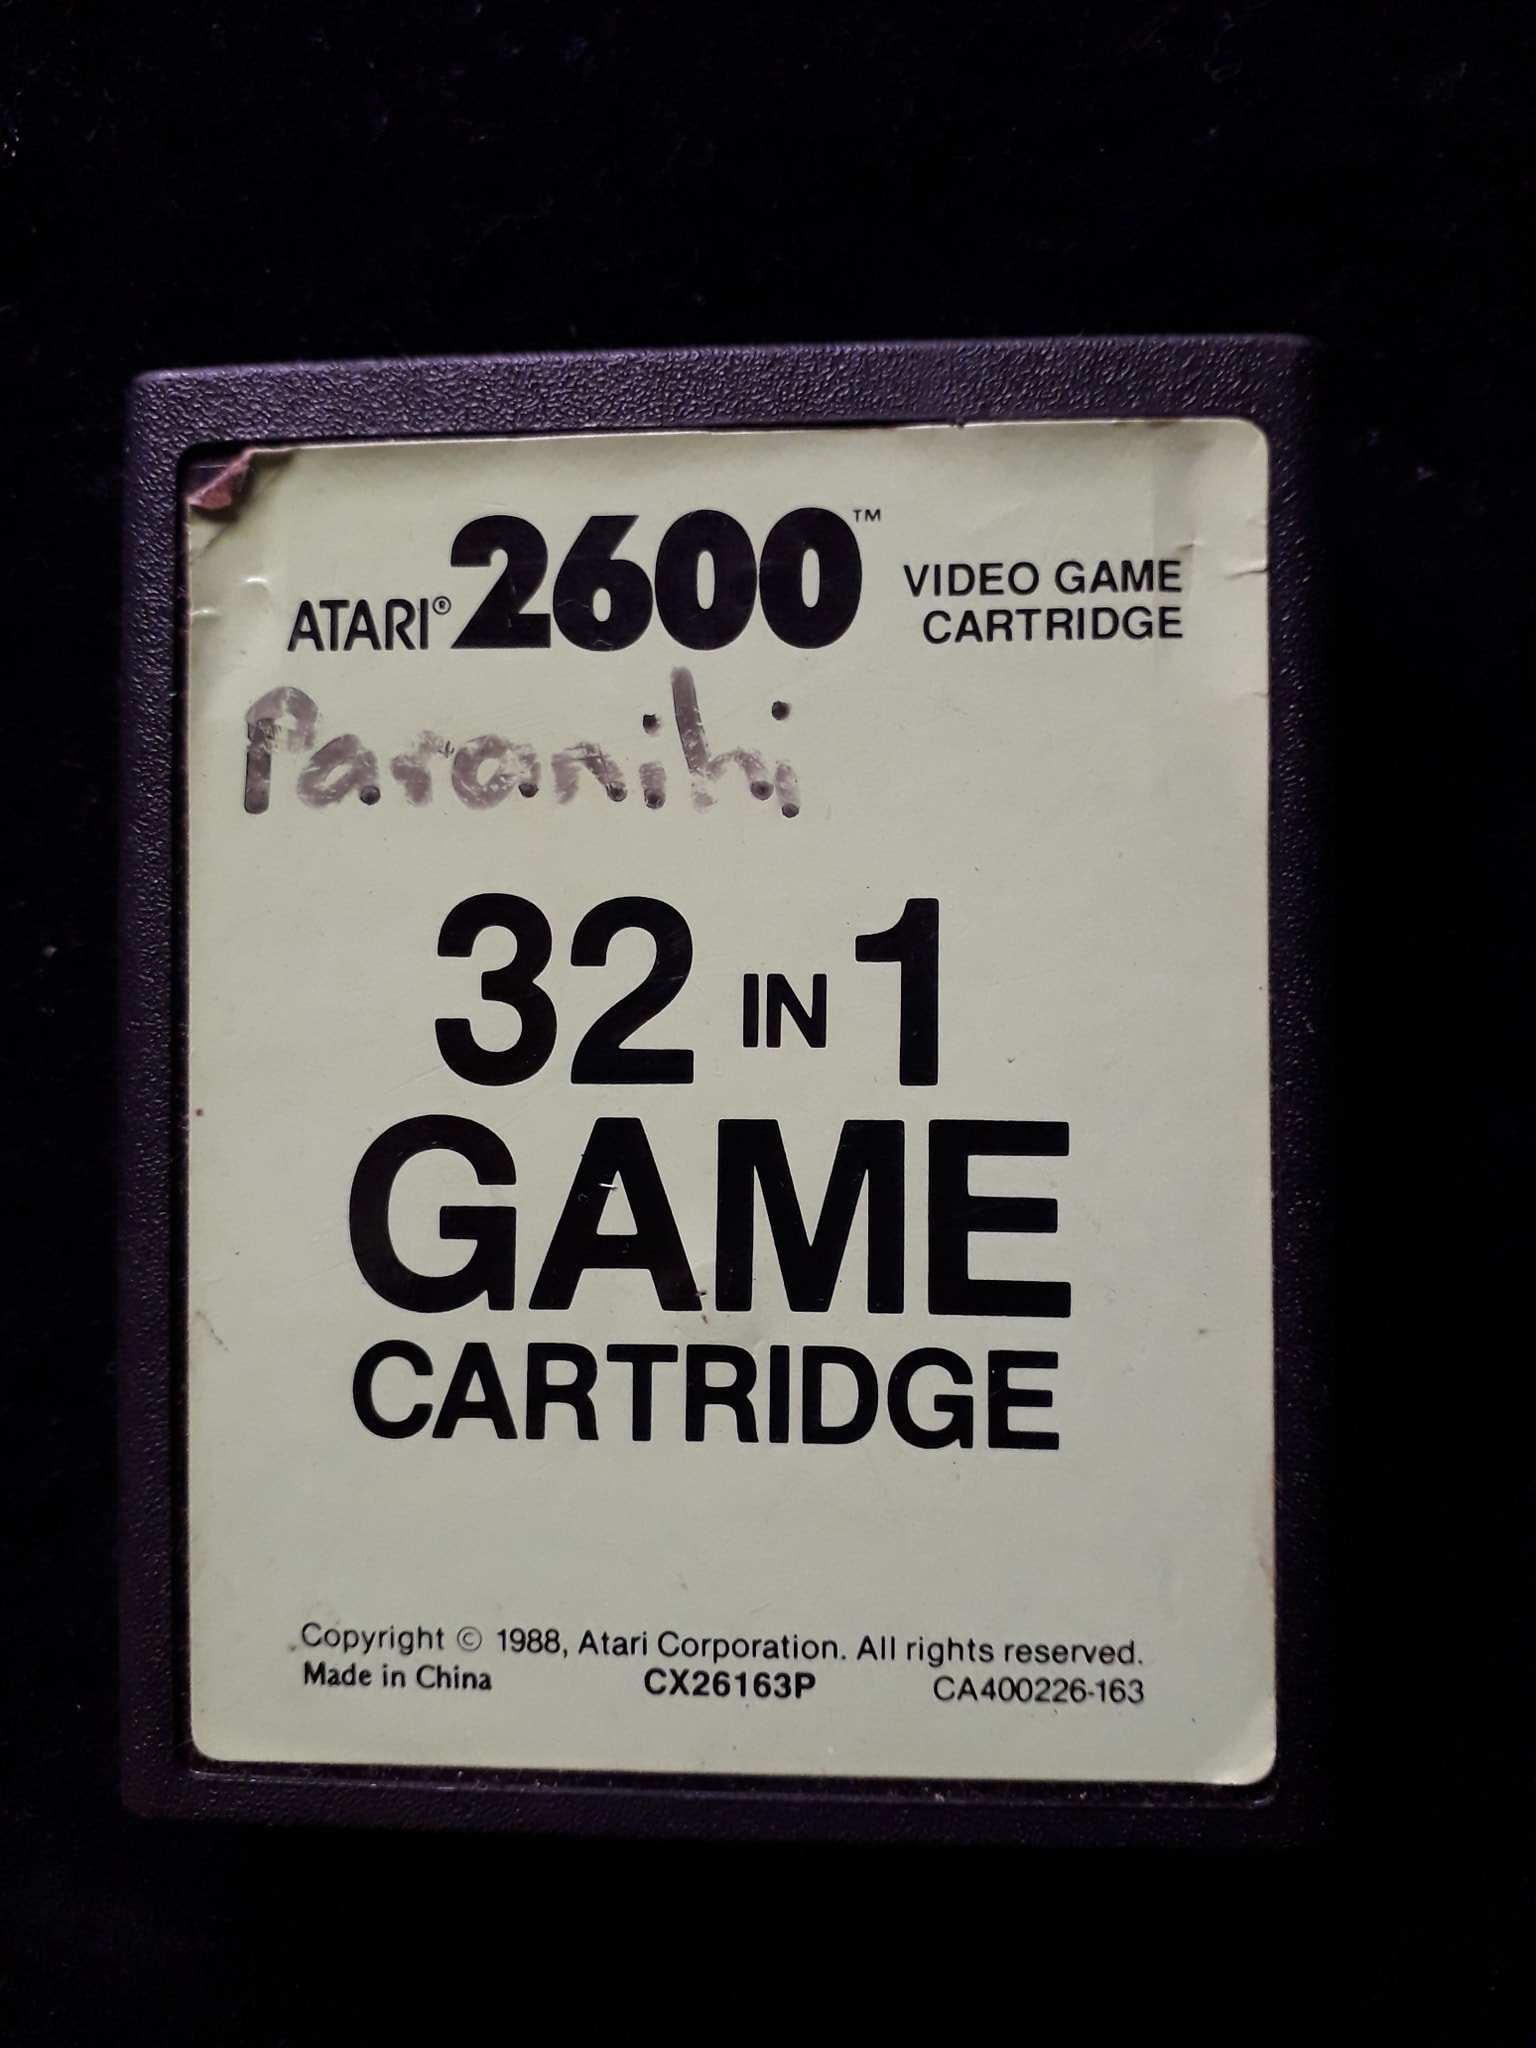 ATARI® 2600™ VIDEO GAME
CARTRIDGE
Paranihi
32 IN 1
GAME
CARTRIDGE
Copyright © 1988, Atari Corporation. All rights reserved.
Made in China CX26163P CA400226-163